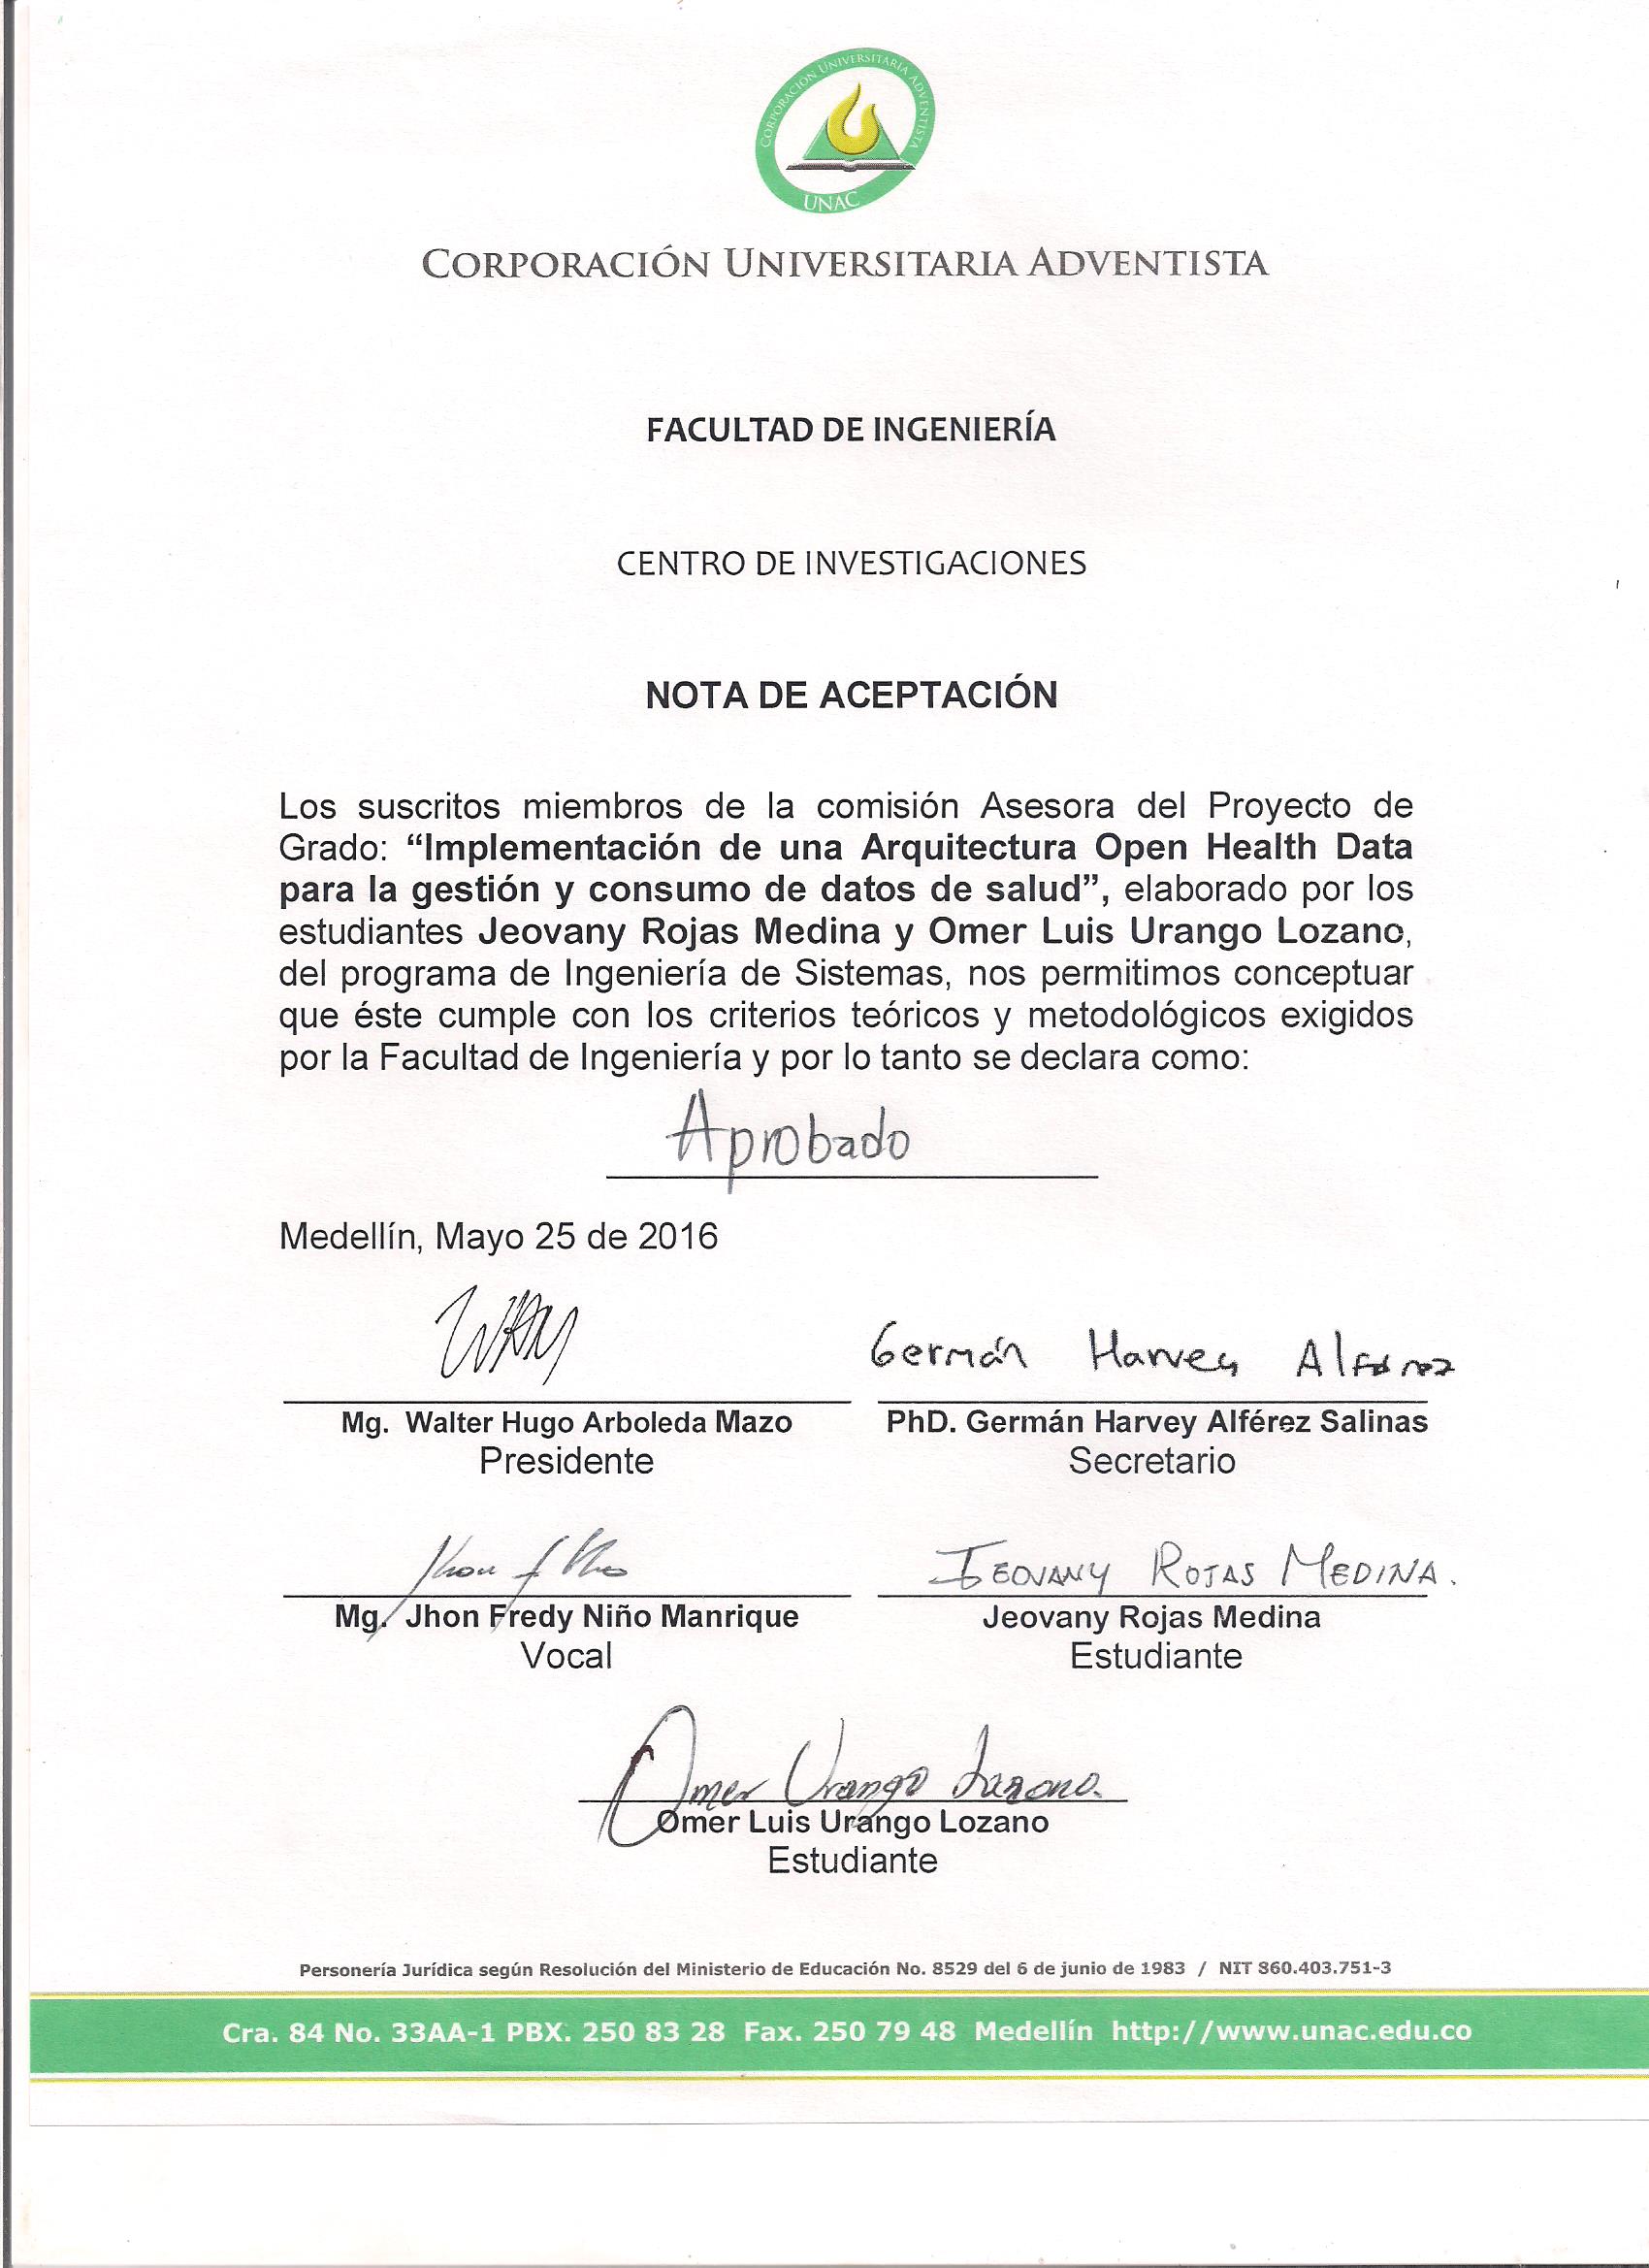 CORPORACIÓN UNIVERSITARIA ADVENTISTA
UNAC
CORPORACIÓN UNIVERSITARIA ADVENTISTA
FACULTAD DE INGENIERÍA
CENTRO DE INVESTIGACIONES
NOTA DE ACEPTACIÓN
Los suscritos miembros de la comisión Asesora del Proyecto de
Grado: “Implementación de una Arquitectura Open Health Data
para la gestión y consumo de datos de salud”, elaborado por los
estudiantes Jeovany Rojas Medina y Omer Luis Urango Lozano,
del programa de Ingeniería de Sistemas, nos permitimos conceptuar
que éste cumple con los criterios teóricos y metodológicos exigidos
por la Facultad de Ingeniería y por lo tanto se declara como:
Aprobado
Medellín, Mayo 25 de 2016
Germán Harvey Alférez
Mg. Walter Hugo Arboleda Mazo PhD. Germán Harvey Alférez Salinas
Presidente Secretario
Jhon f
JEOVANY ROJAS MEDINA.
Mg. Jhon Fredy Niño Manrique Jeovany Rojas Medina
Vocal Estudiante
Omer Urango Lozano.
Omer Luis Urango Lozano
Estudiante
Personería Jurídica según Resolución del Ministerio de Educación No. 8529 del 6 de junio de 1983 / NIT 860.403.751-3
Cra. 84 No. 33AA-1 PBX. 250 83 28 Fax. 250 79 48 Medellín http://www.unac.edu.co